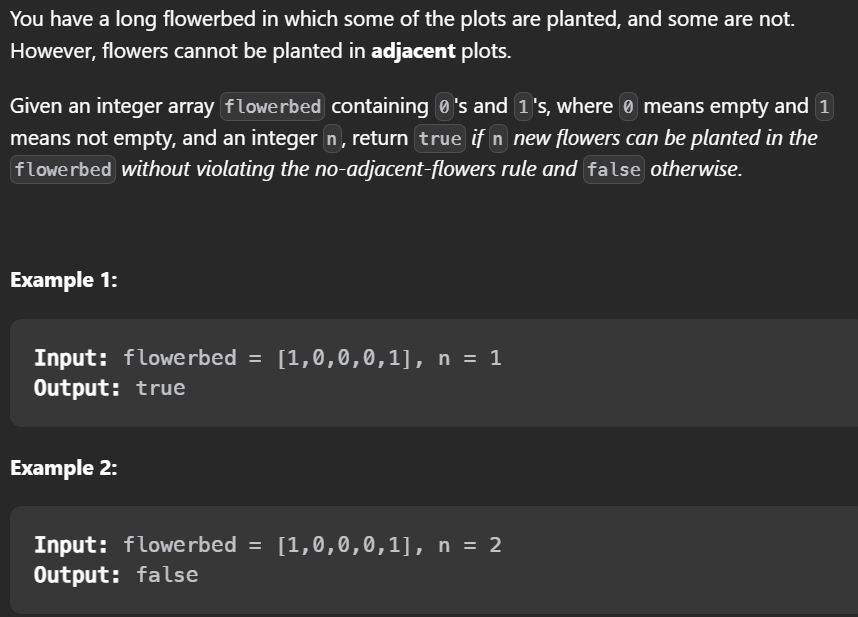 You have a long flowerbed in which some of the plots are planted, and some are not.
However, flowers cannot be planted in adjacent plots.
Given an integer array flowerbed containing 0's and 1's, where 0 means empty and 1
means not empty, and an integer n, return true if n new flowers can be planted in the
flowerbed without violating the no-adjacent-flowers rule and false otherwise.
Example 1:
Input: flowerbed = [1,0,0,0,1], n = 1
Output: true
Example 2:
Input: flowerbed = [1,0,0,0,1], n = 2
Output: false